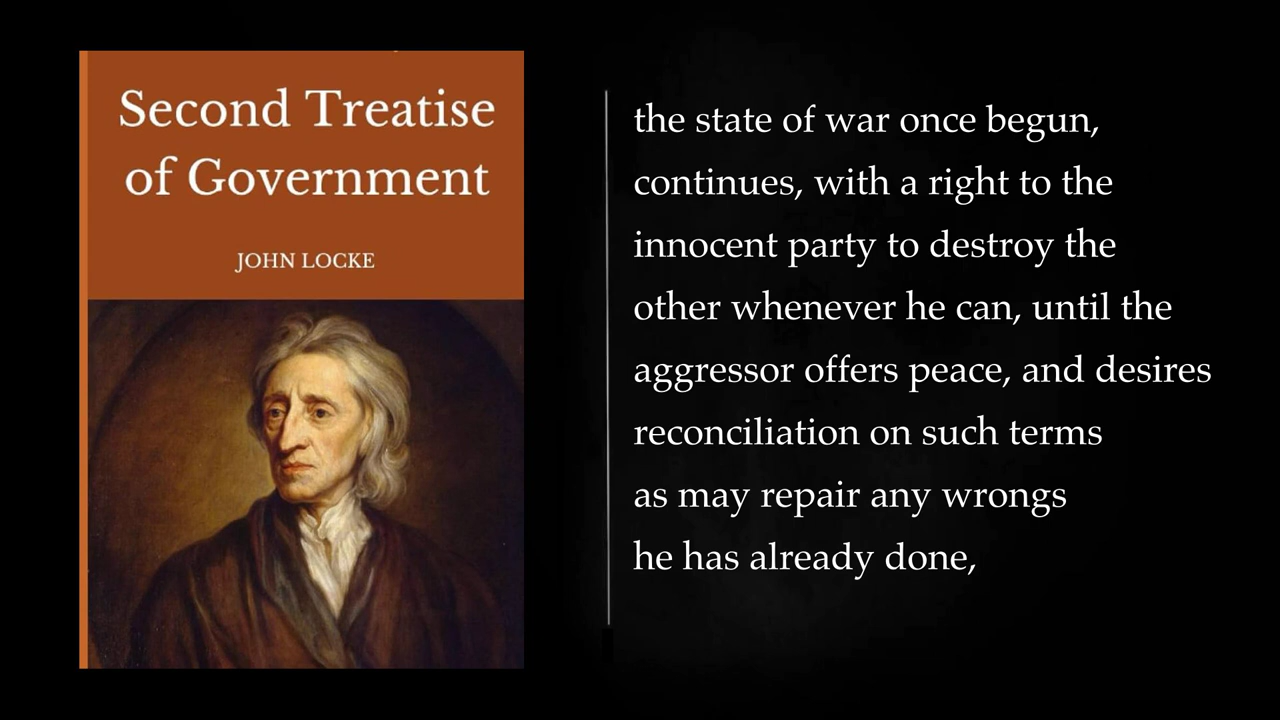 Second Treatise
of Government
JOHN LOCKE
the state of war once begun,
continues, with a right to the
innocent party to destroy the
other whenever he can, until the
aggressor offers peace, and desires
reconciliation on such terms
as may repair any wrongs
he has already done,